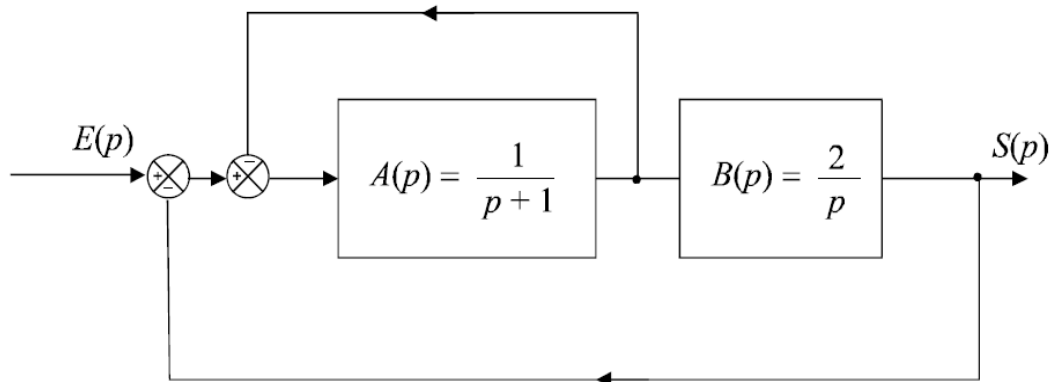 E(p)
+ −
+ −
A(p) = 1 / (p + 1)
B(p) = 2 / p
S(p)